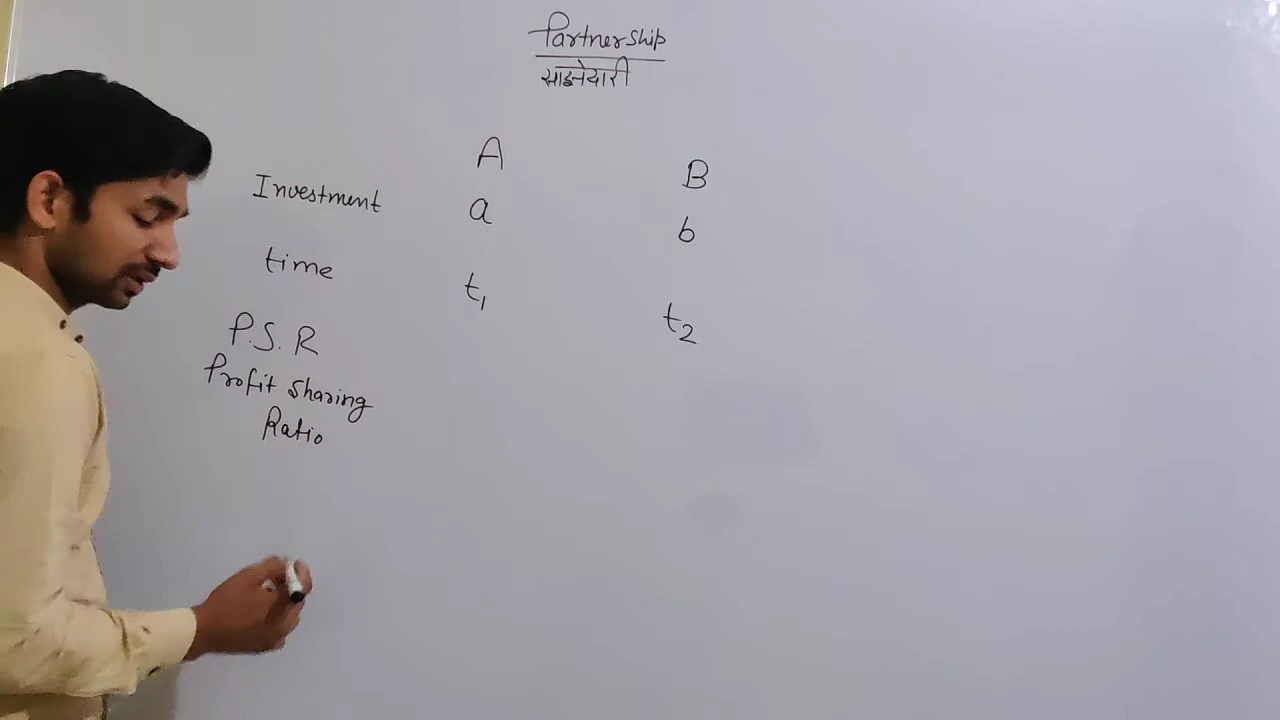 Partnership
साझेदारी
A B
Investment a b
time t₁ t₂
P.S.R
Profit Sharing
Ratio